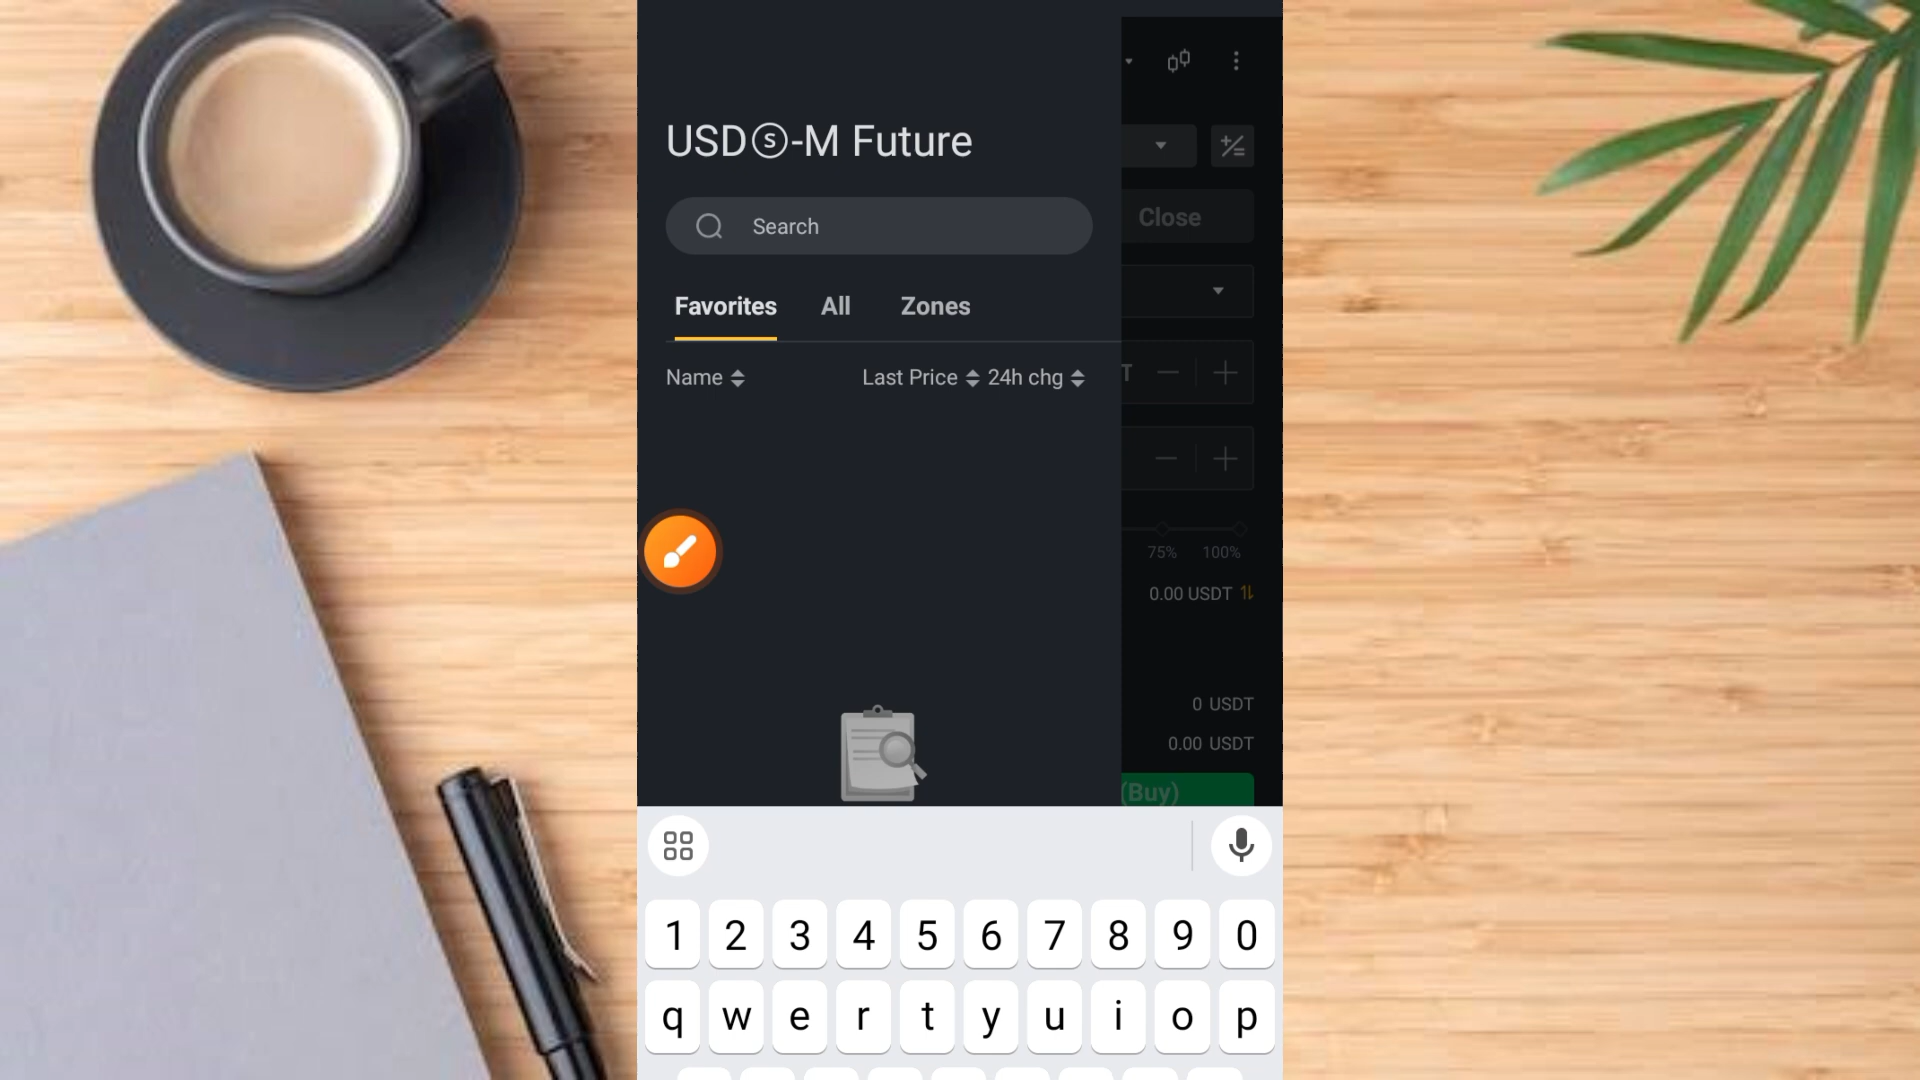 USDⓈ-M Future
Search
Close
Favorites All Zones
Name Last Price 24h chg
T
75% 100%
0.00 USDT
0 USDT
0.00 USDT
(Buy)
1 2 3 4 5 6 7 8 9 0
q w e r t y u i o p